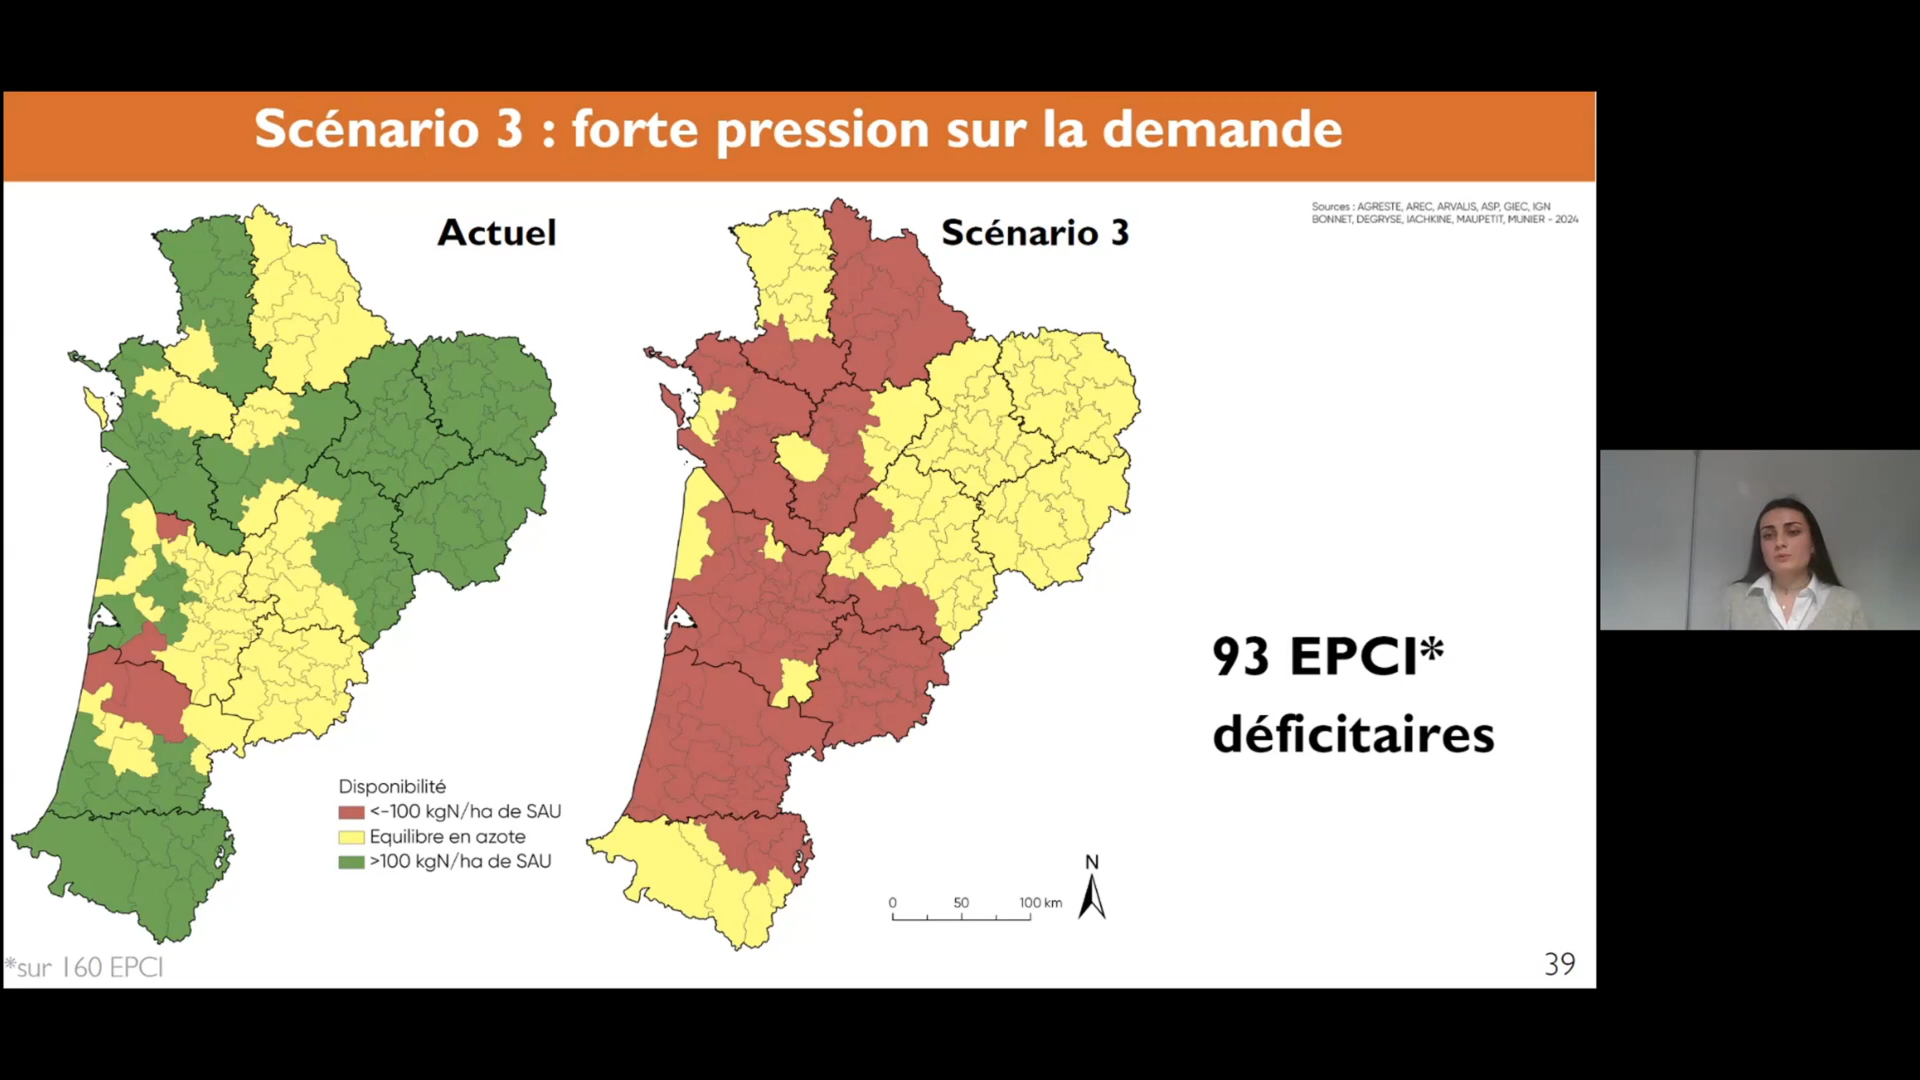 Scénario 3 : forte pression sur la demande
Sources : AGRESTE, AREC, ARVALIS, ASP, GIEC, IGN
BONNET, DEGRYSE, IACHKINE, MAUPETIT, MUNIER - 2024
Actuel
Scénario 3
93 EPCI*
déficitaires
Disponibilité
<-100 kgN/ha de SAU
Equilibre en azote
>100 kgN/ha de SAU
N
0 50 100 km
*sur 160 EPCI
39